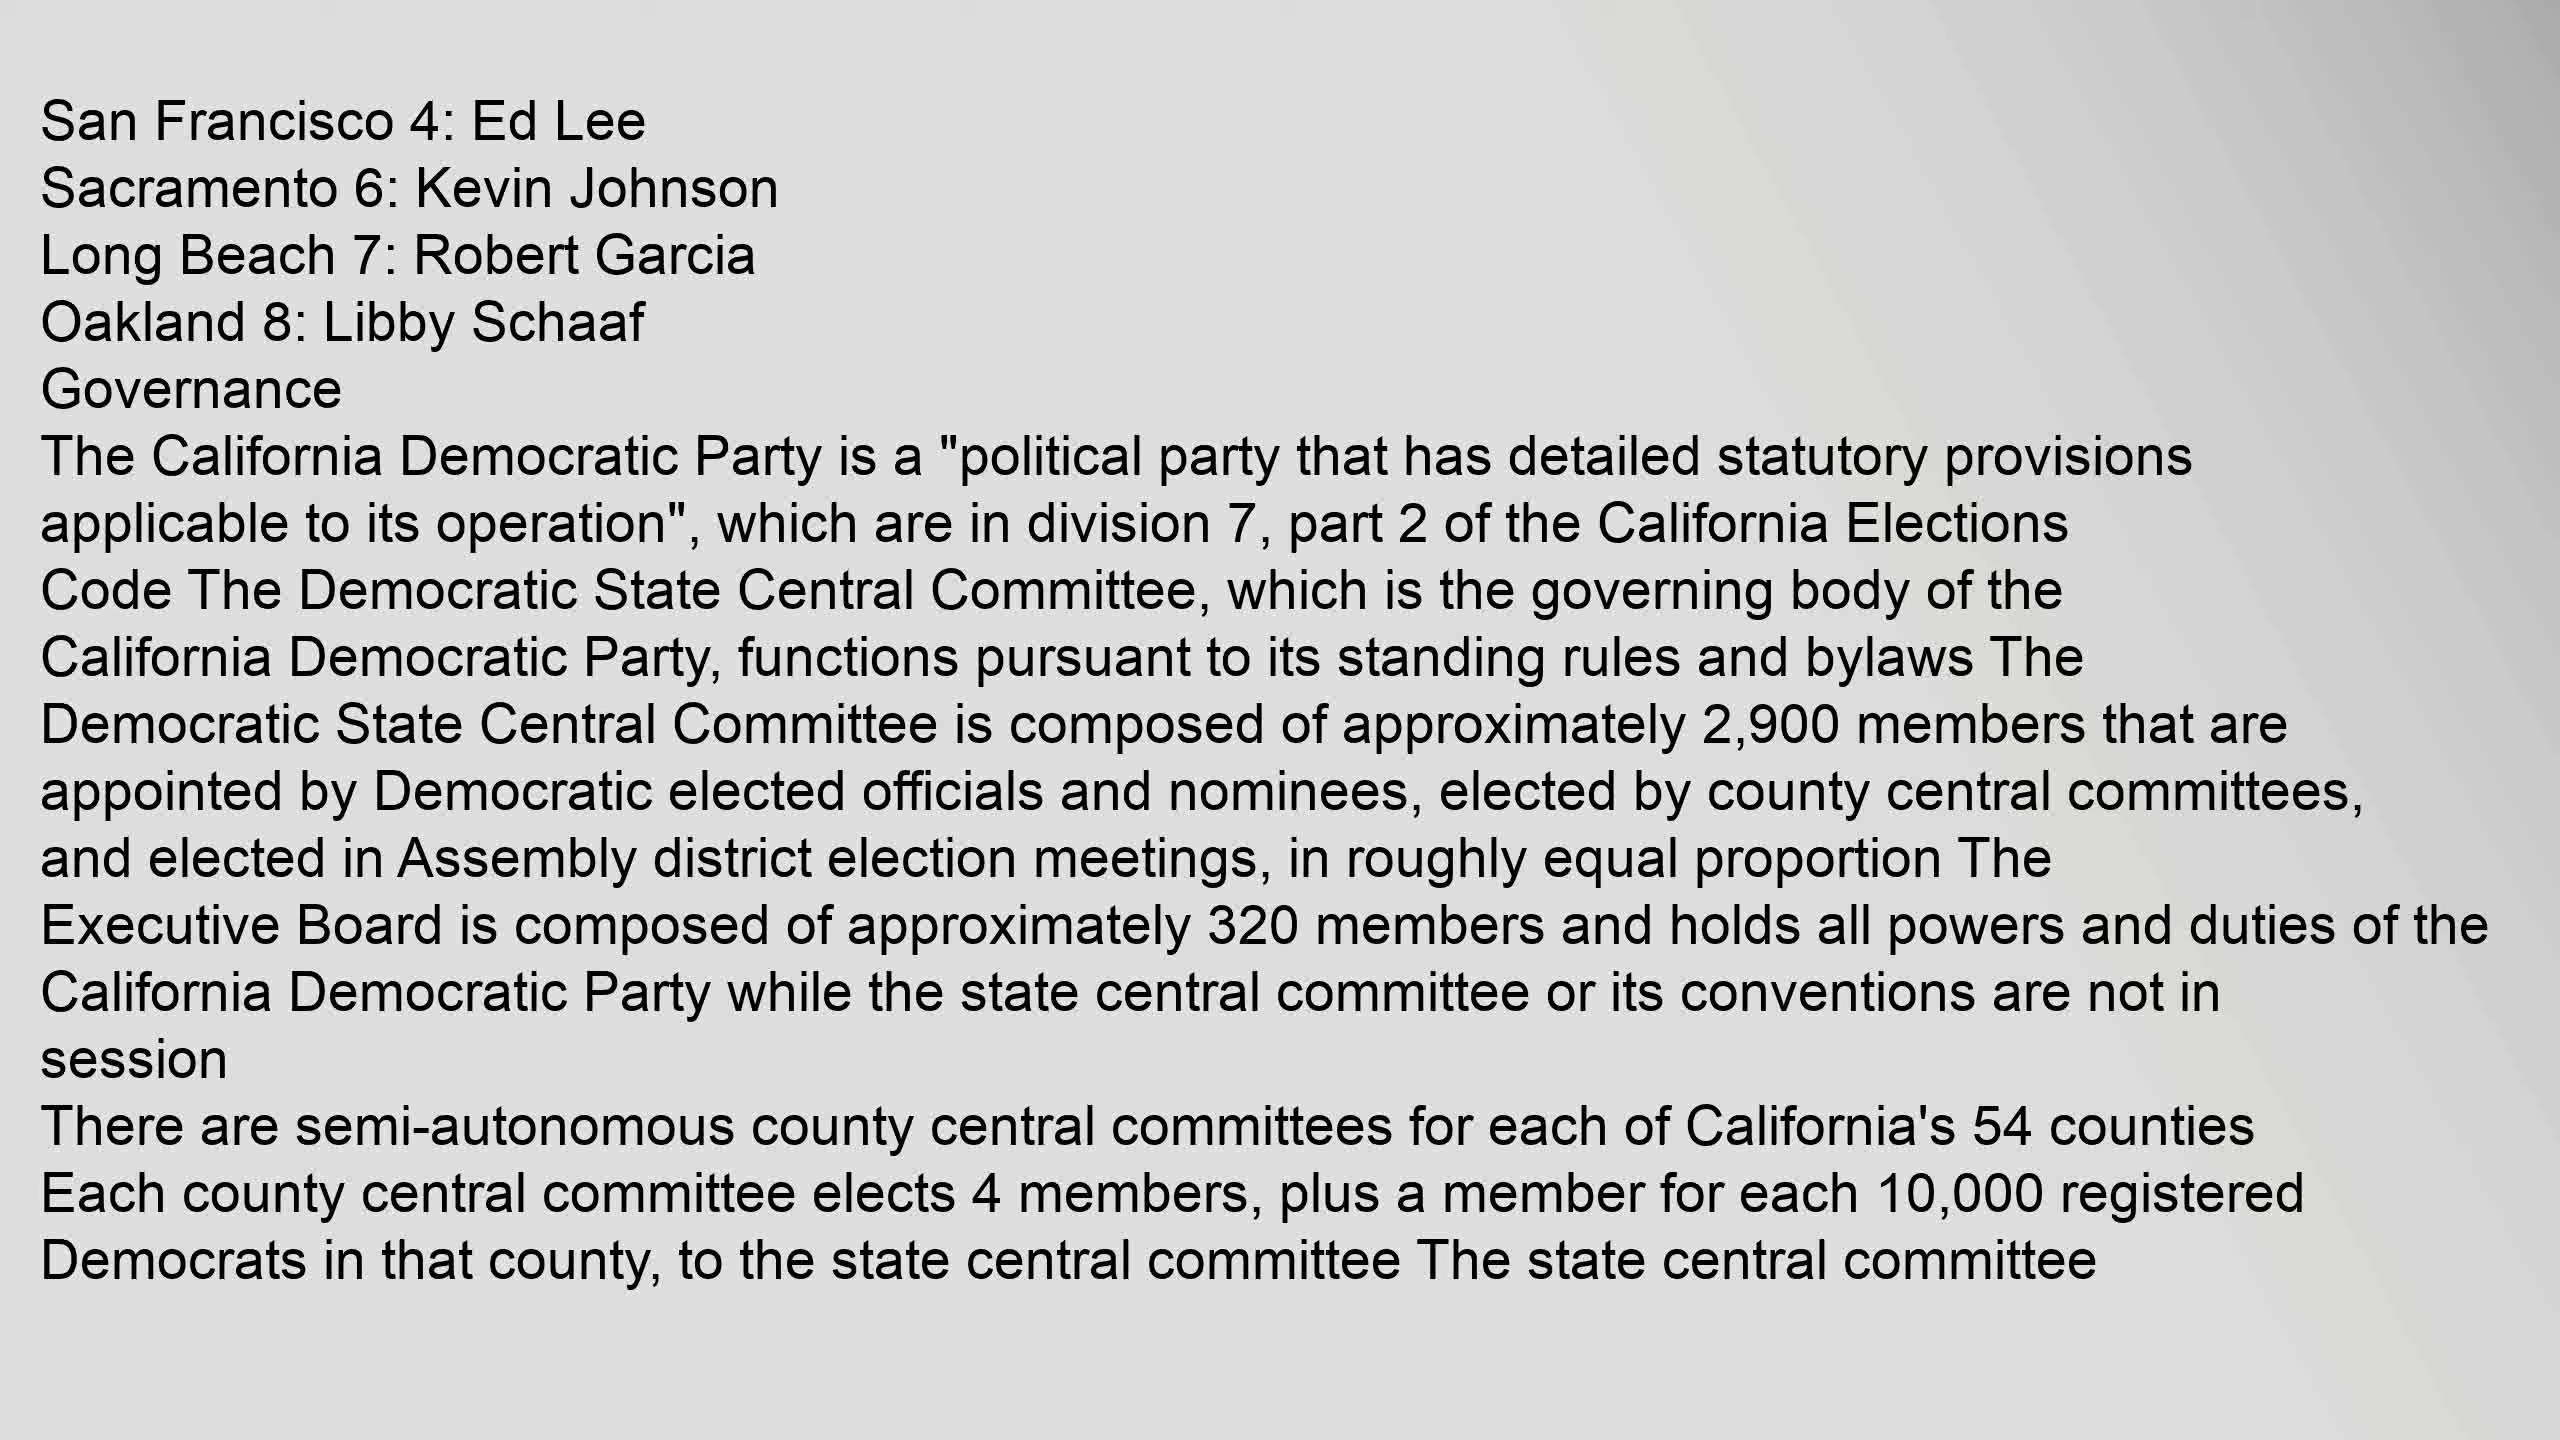 San Francisco 4: Ed Lee
Sacramento 6: Kevin Johnson
Long Beach 7: Robert Garcia
Oakland 8: Libby Schaaf
Governance
The California Democratic Party is a "political party that has detailed statutory provisions
applicable to its operation", which are in division 7, part 2 of the California Elections
Code The Democratic State Central Committee, which is the governing body of the
California Democratic Party, functions pursuant to its standing rules and bylaws The
Democratic State Central Committee is composed of approximately 2,900 members that are
appointed by Democratic elected officials and nominees, elected by county central committees,
and elected in Assembly district election meetings, in roughly equal proportion The
Executive Board is composed of approximately 320 members and holds all powers and duties of the
California Democratic Party while the state central committee or its conventions are not in
session
There are semi-autonomous county central committees for each of California's 54 counties
Each county central committee elects 4 members, plus a member for each 10,000 registered
Democrats in that county, to the state central committee The state central committee